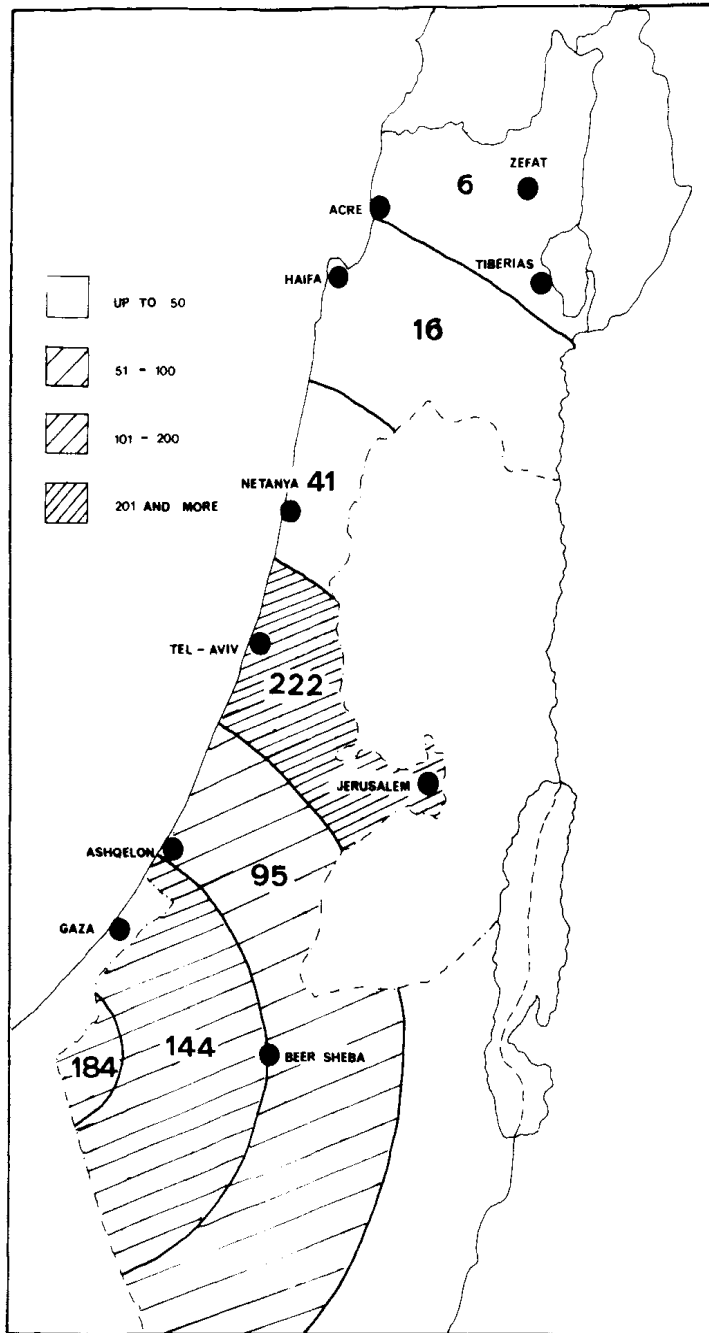 ZEFAT
6
ACRE
TIBERIAS
HAIFA
UP TO 50
16
51 - 100
101 - 200
NETANYA
41
201 AND MORE
TEL - AVIV
222
JERUSALEM
ASHQELON
95
GAZA
144
BEER SHEBA
184